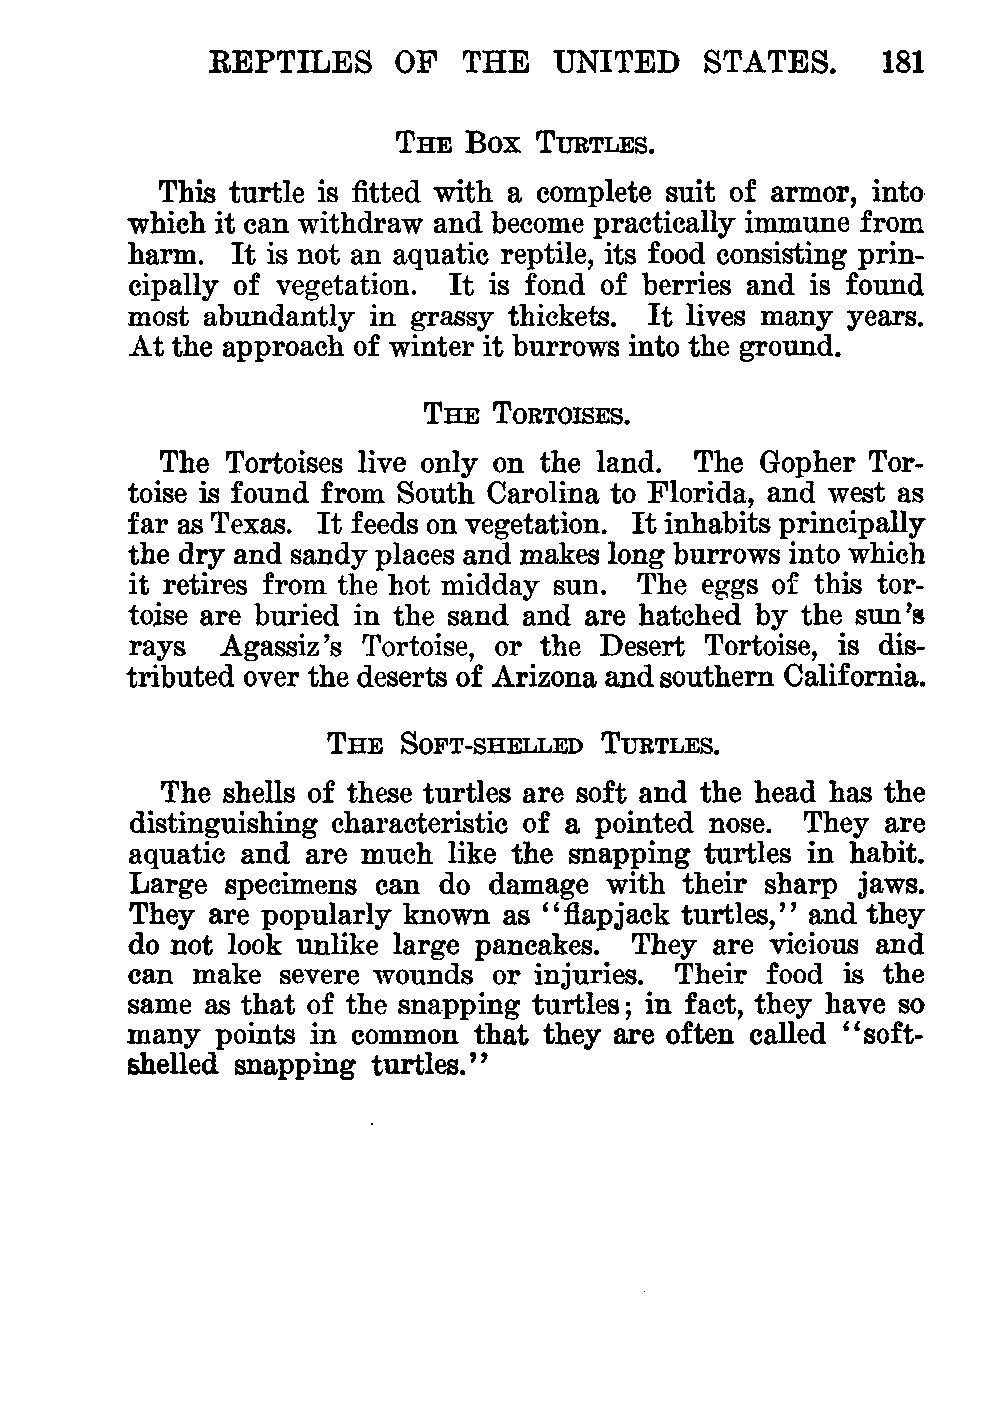 REPTILES OF THE UNITED STATES. 181
THE BOX TURTLES.
This turtle is fitted with a complete suit of armor, into
which it can withdraw and become practically immune from
harm. It is not an aquatic reptile, its food consisting prin-
cipally of vegetation. It is fond of berries and is found
most abundantly in grassy thickets. It lives many years.
At the approach of winter it burrows into the ground.
THE TORTOISES.
The Tortoises live only on the land. The Gopher Tor-
toise is found from South Carolina to Florida, and west as
far as Texas. It feeds on vegetation. It inhabits principally
the dry and sandy places and makes long burrows into which
it retires from the hot midday sun. The eggs of this tor-
toise are buried in the sand and are hatched by the sun's
rays Agassiz's Tortoise, or the Desert Tortoise, is dis-
tributed over the deserts of Arizona and southern California.
THE SOFT-SHELLED TURTLES.
The shells of these turtles are soft and the head has the
distinguishing characteristic of a pointed nose. They are
aquatic and are much like the snapping turtles in habit.
Large specimens can do damage with their sharp jaws.
They are popularly known as "flapjack turtles," and they
do not look unlike large pancakes. They are vicious and
can make severe wounds or injuries. Their food is the
same as that of the snapping turtles; in fact, they have so
many points in common that they are often called "soft-
shelled snapping turtles."